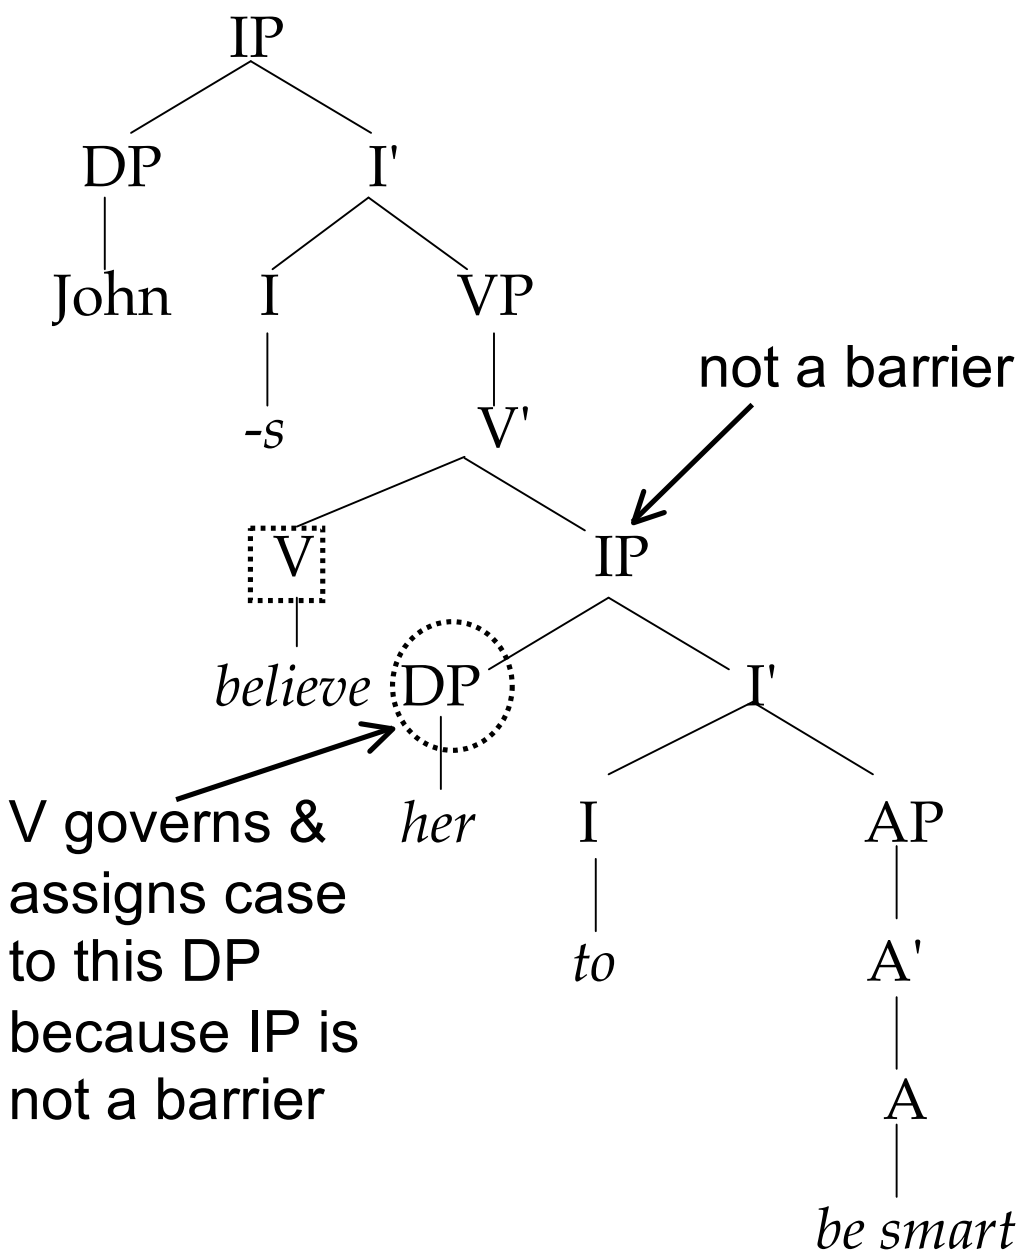 IP
DP I'
John I VP
not a barrier
-s V'
V IP
believe DP I'
V governs & her I AP
assigns case
to this DP to A'
because IP is
not a barrier A
be smart